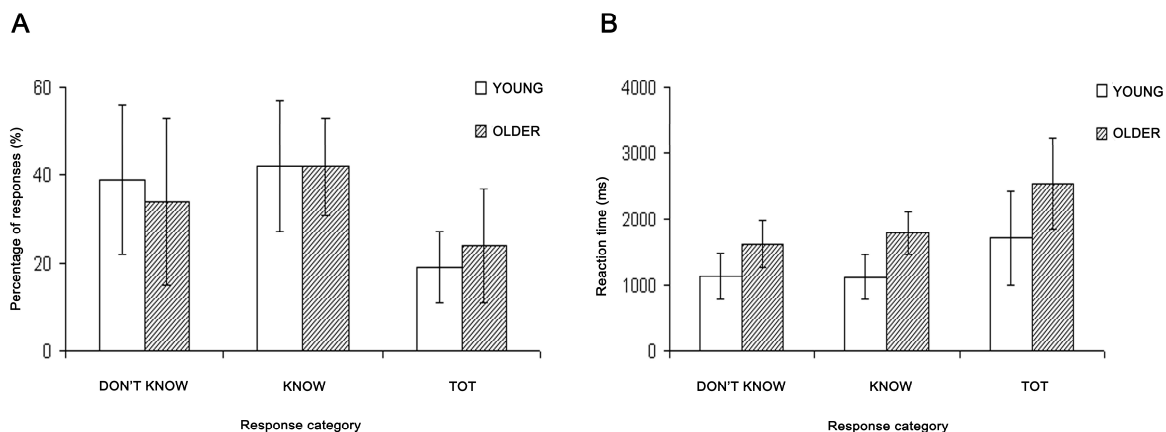 A
Percentage of responses (%)
60
40
20
0
YOUNG
OLDER
DON'T KNOW
KNOW
TOT
Response category
B
Reaction time (ms)
4000
3000
2000
1000
0
YOUNG
OLDER
DON'T KNOW
KNOW
TOT
Response category